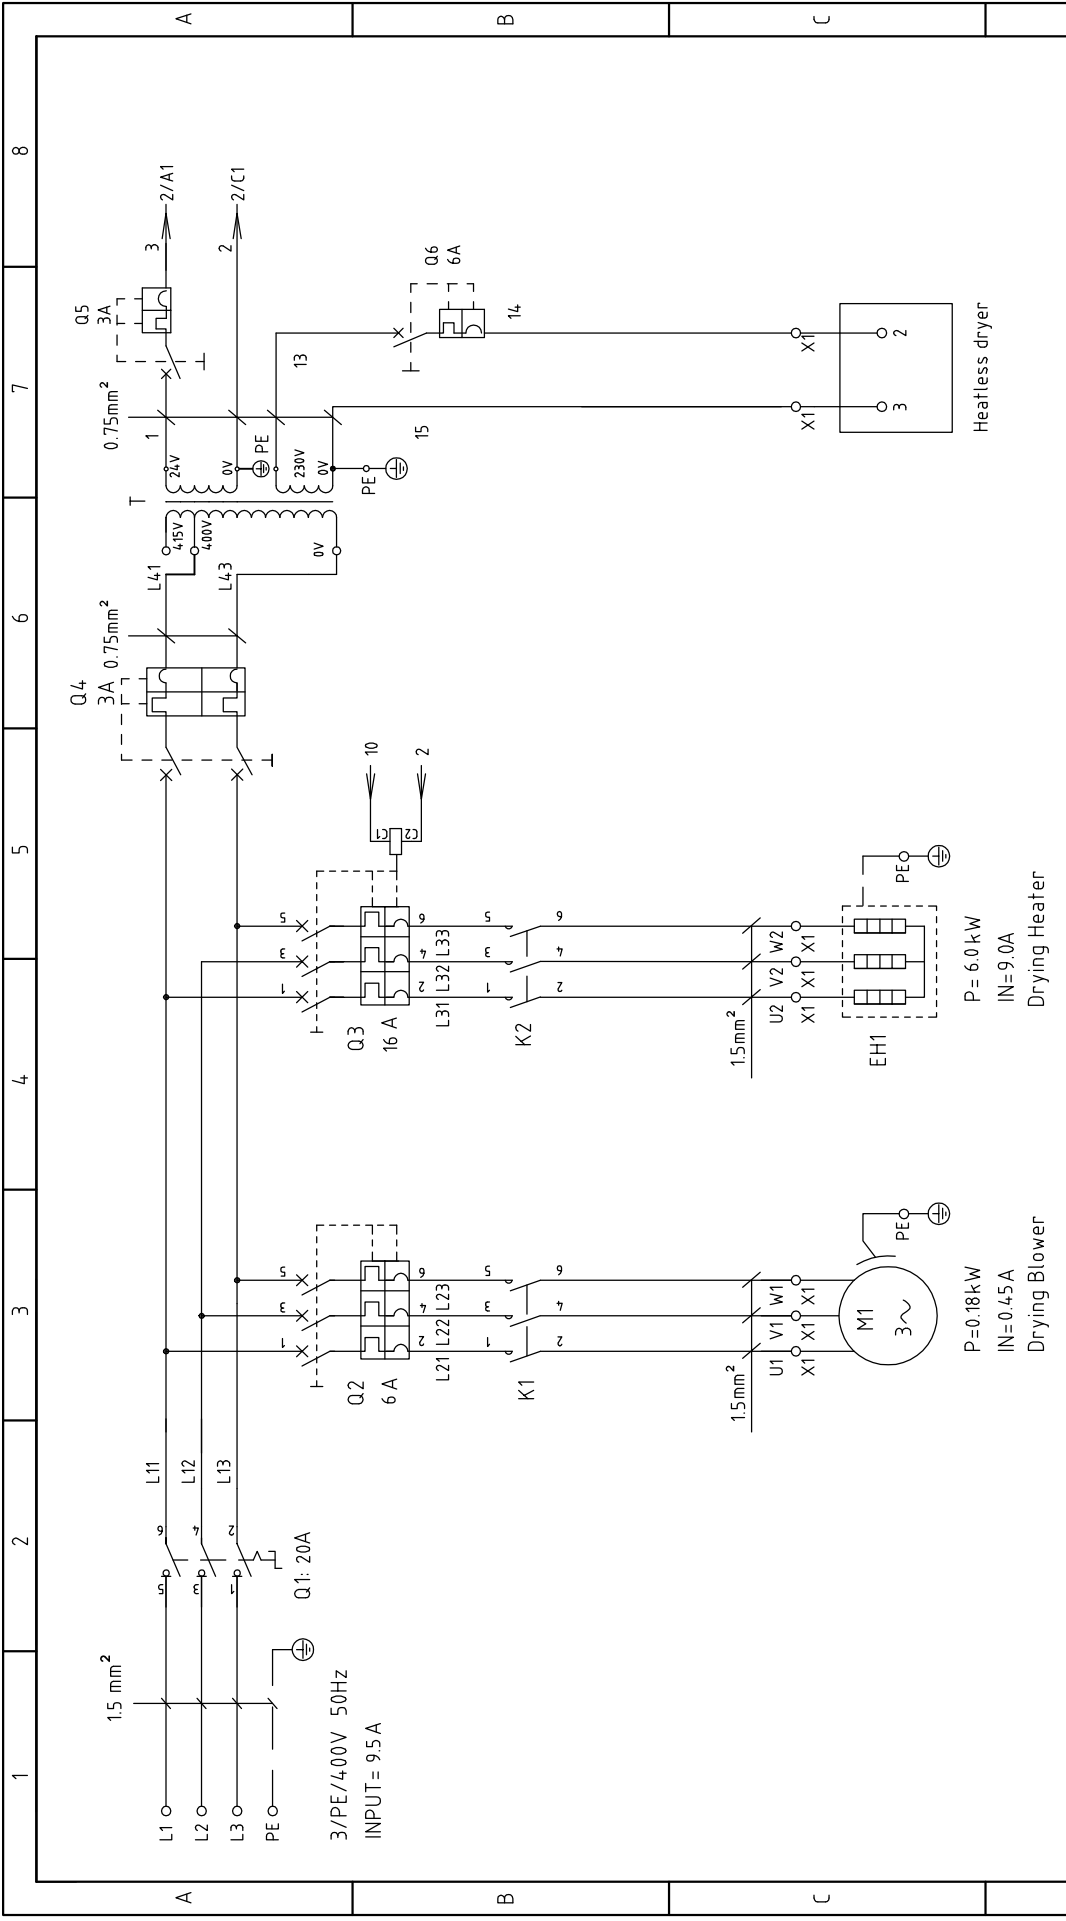 1
2
3
4
5
6
7
8
A
B
C
A
B
C
L1
L2
L3
PE
1.5 mm²
3/PE/400V 50Hz
INPUT= 9.5 A
5
3
1
6
4
2
Q1: 20A
L11
L12
L13
1
3
5
Q2
6 A
2
4
6
L21
L22
L23
1
3
5
K1
2
4
6
1.5mm²
U1
V1
W1
X1
X1
X1
M1
3~
PE
P=0.18kW
IN=0.45A
Drying Blower
1
3
5
Q3
16 A
2
4
6
L31
L32
L33
1
3
5
K2
2
4
6
C1
C2
10
2
1.5mm²
U2
V2
W2
X1
X1
X1
EH1
PE
P= 6.0kW
IN=9.0A
Drying Heater
Q4
3A
0.75mm²
L41
L43
415V
400V
0V
T
24V
0V
PE
230V
0V
PE
0.75mm²
1
Q5
3A
3
2/A1
2
2/C1
13
15
Q6
6A
14
X1
X1
2
3
Heatless dryer